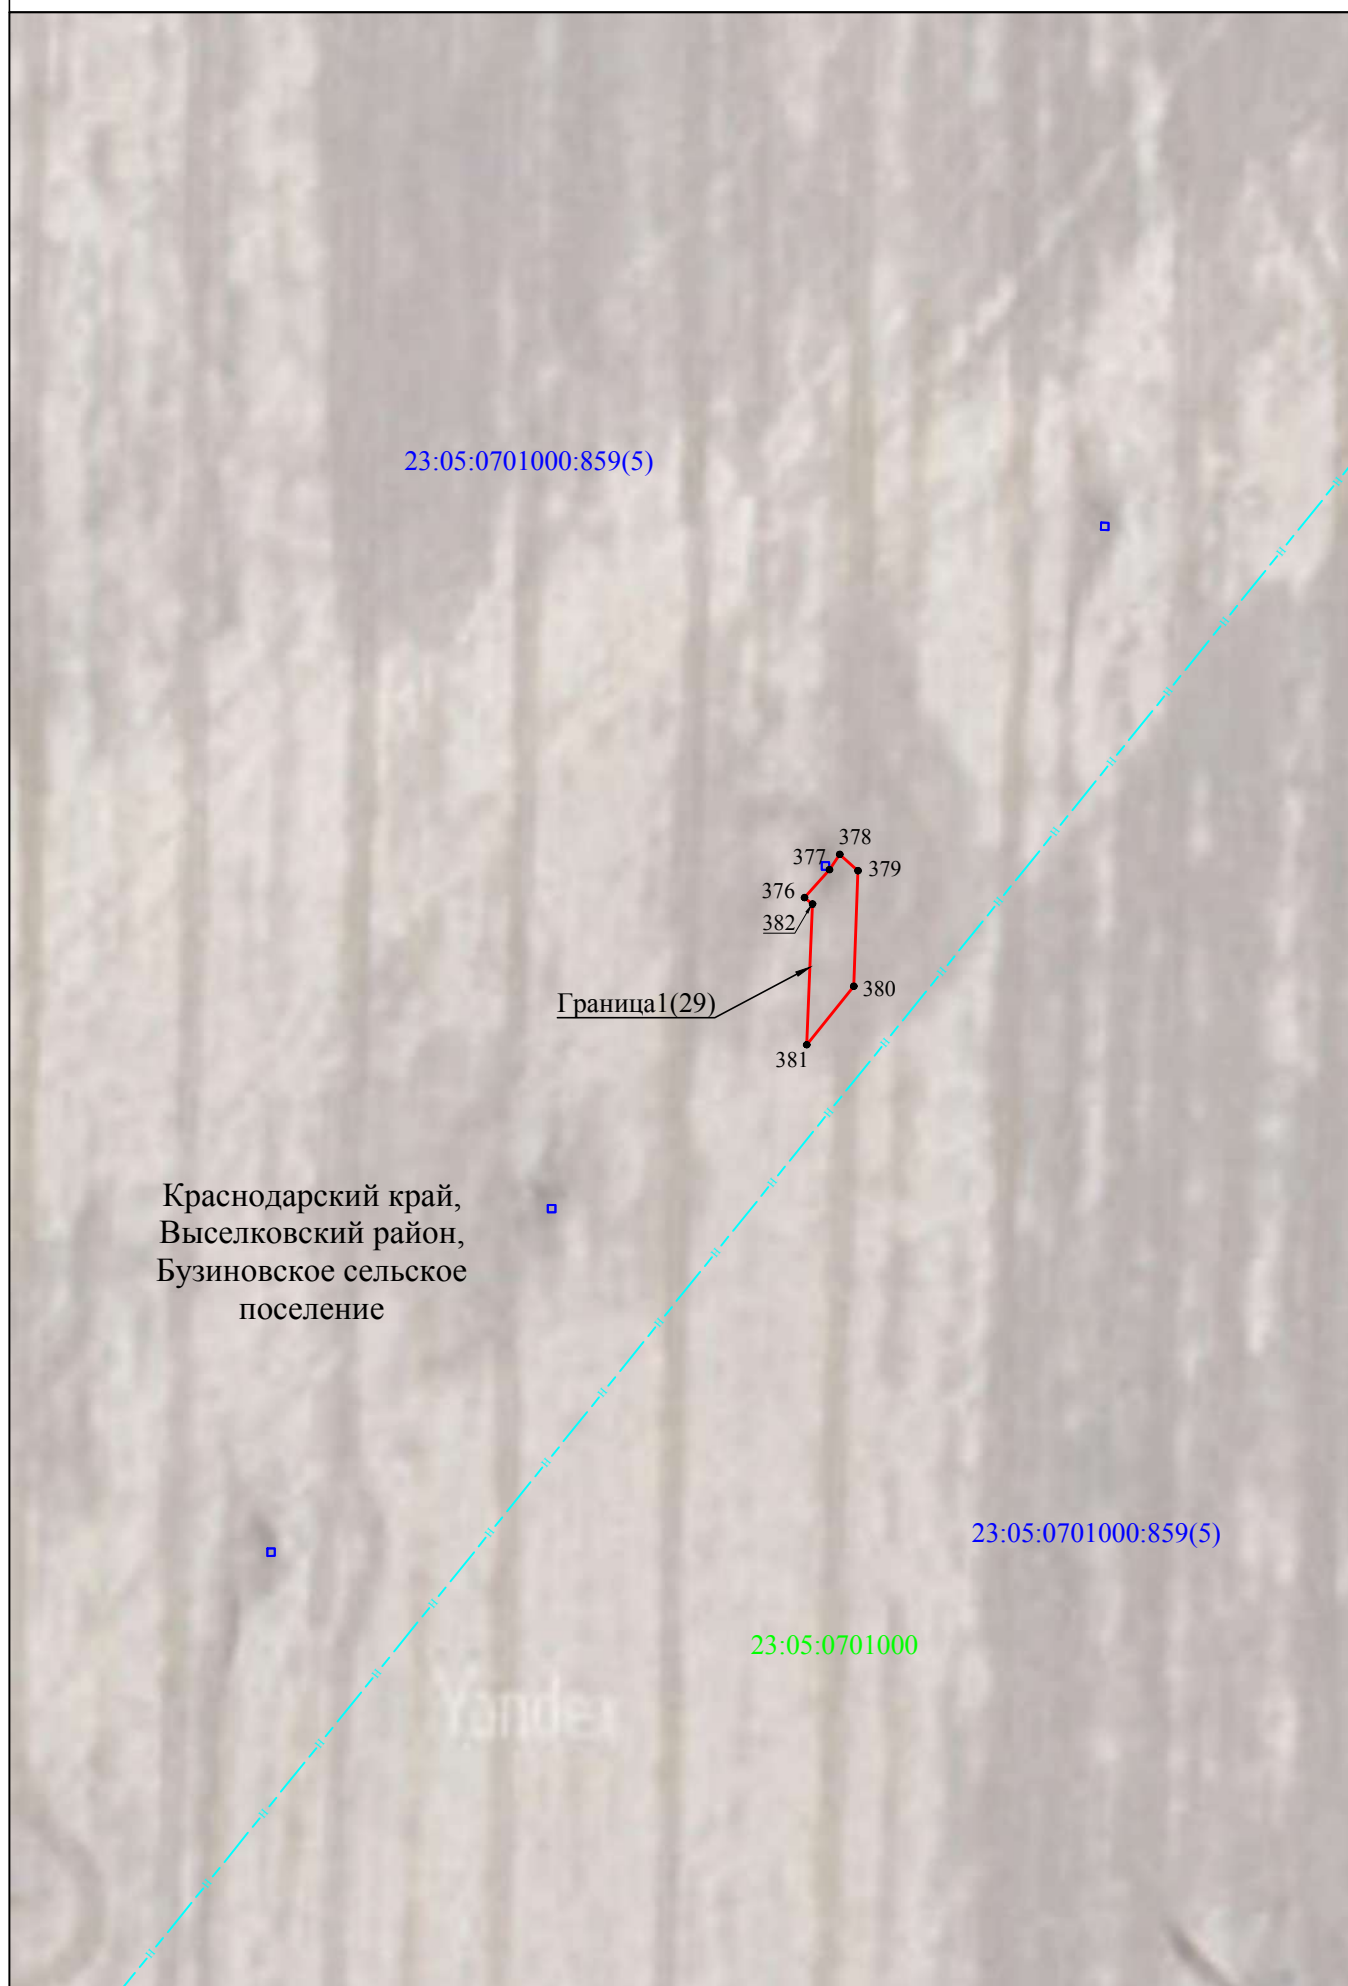 23:05:0701000:859(5)
378
377
379
376
382
380
Граница1(29)
381
Краснодарский край,
Выселковский район,
Бузиновское сельское
поселение
23:05:0701000:859(5)
23:05:0701000
Yandex